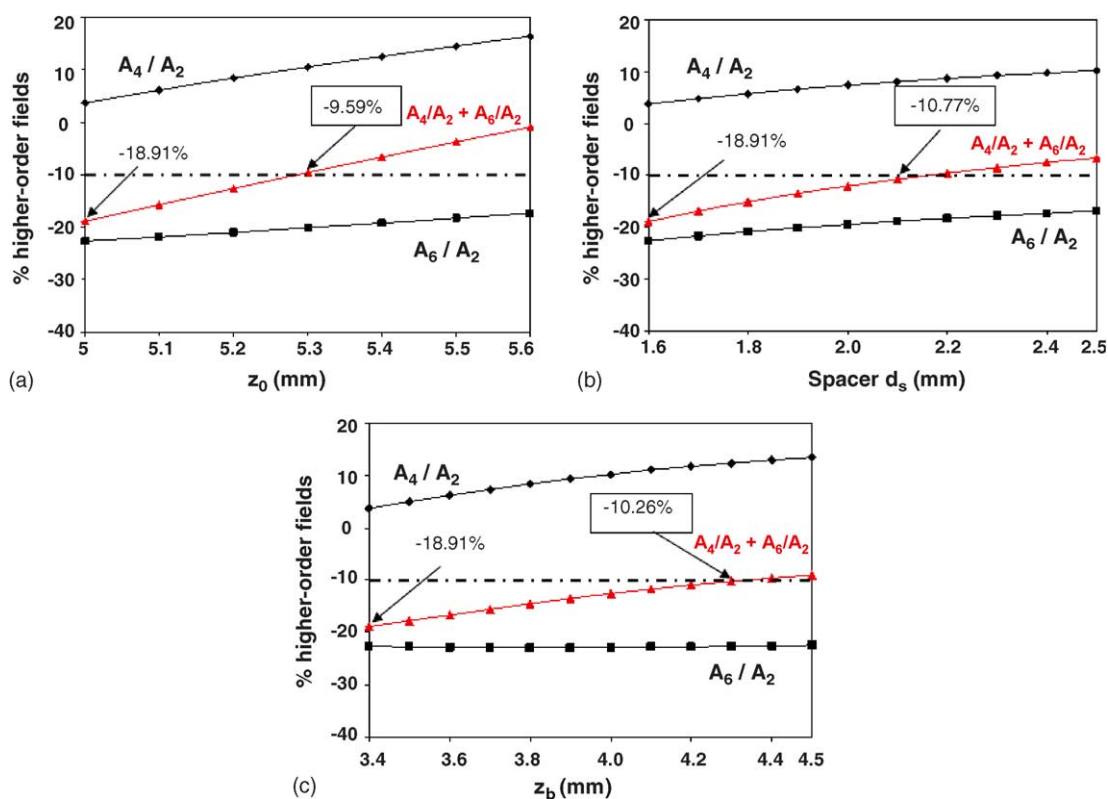 20
10
0
-10
-20
-30
-40
% higher-order fields
A4 / A2
-9.59%
A4/A2 + A6/A2
-18.91%
A6 / A2
5 5.1 5.2 5.3 5.4 5.5 5.6
z0 (mm)
(a)
20
10
0
-10
-20
-30
-40
% higher-order fields
A4 / A2
-10.77%
-18.91%
A4/A2 + A6/A2
A6 / A2
1.6 1.8 2.0 2.2 2.4 2.5
Spacer ds (mm)
(b)
20
10
0
-10
-20
-30
-40
% higher-order fields
A4 / A2
-10.26%
-18.91%
A4/A2 + A6/A2
A6 / A2
3.4 3.6 3.8 4.0 4.2 4.4 4.5
zb (mm)
(c)